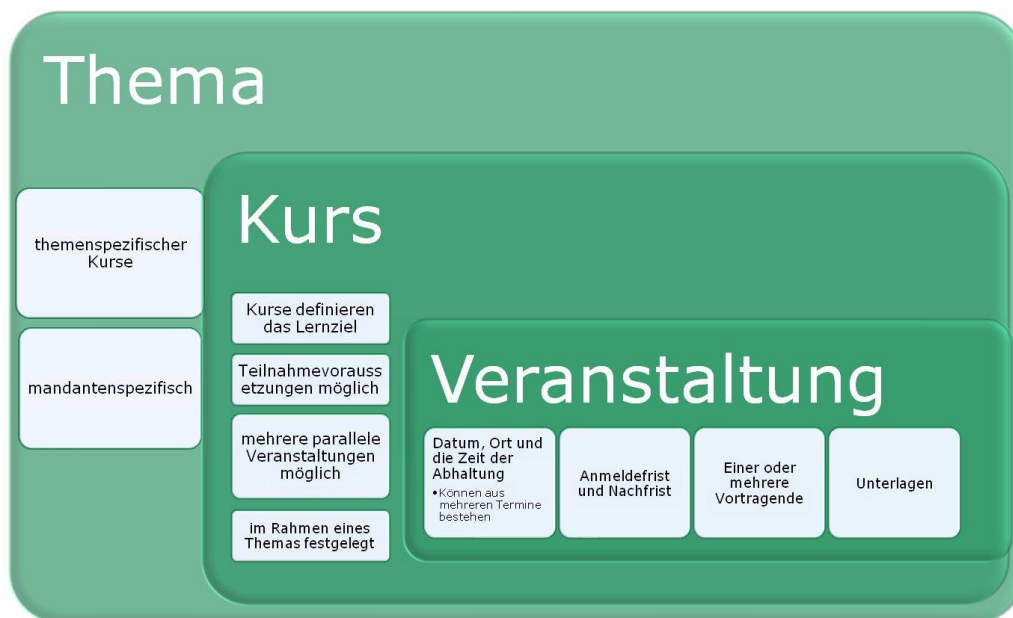 Thema
themenspezifischer
Kurse
mandantenspezifisch
Kurs
Kurse definieren
das Lernziel
Teilnahmevorauss
etzungen möglich
mehrere parallele
Veranstaltungen
möglich
im Rahmen eines
Themas festgelegt
Veranstaltung
Datum, Ort und
die Zeit der
Abhaltung
•Können aus
mehreren Termine
bestehen
Anmeldefrist
und Nachfrist
Einer oder
mehrere
Vortragende
Unterlagen